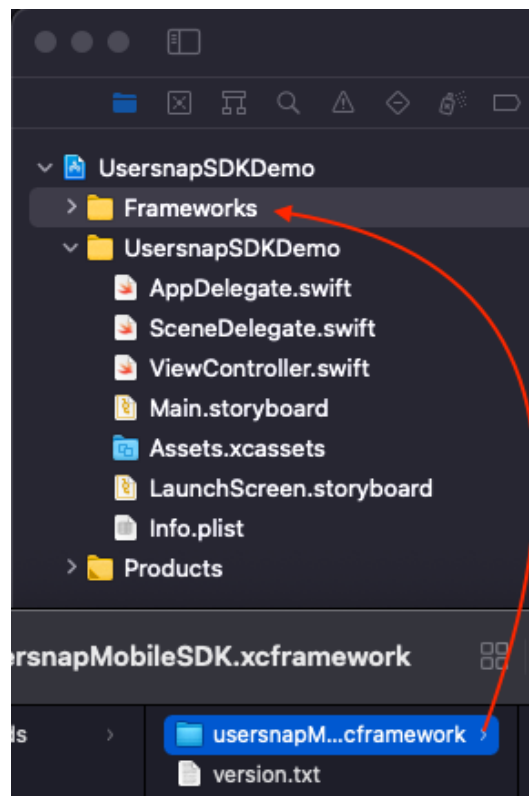 UsersnapSDKDemo
Frameworks
UsersnapSDKDemo
AppDelegate.swift
SceneDelegate.swift
ViewController.swift
Main.storyboard
Assets.xcassets
LaunchScreen.storyboard
Info.plist
Products
ersnapMobileSDK.xcframework
ds usersnapM...cframework
version.txt